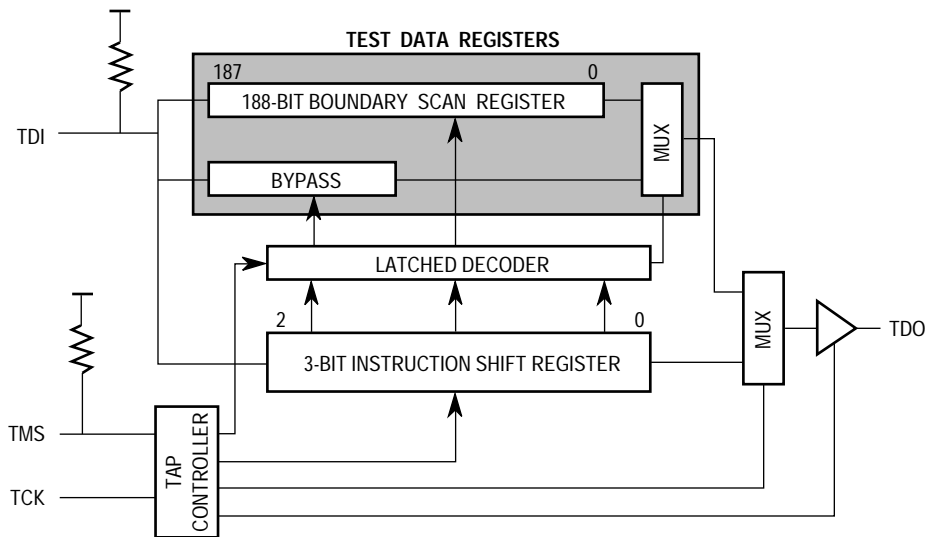 TEST DATA REGISTERS
187
0
188-BIT BOUNDARY SCAN REGISTER
TDI
MUX
BYPASS
LATCHED DECODER
2
0
MUX
TDO
3-BIT INSTRUCTION SHIFT REGISTER
TMS
TAP
CONTROLLER
TCK